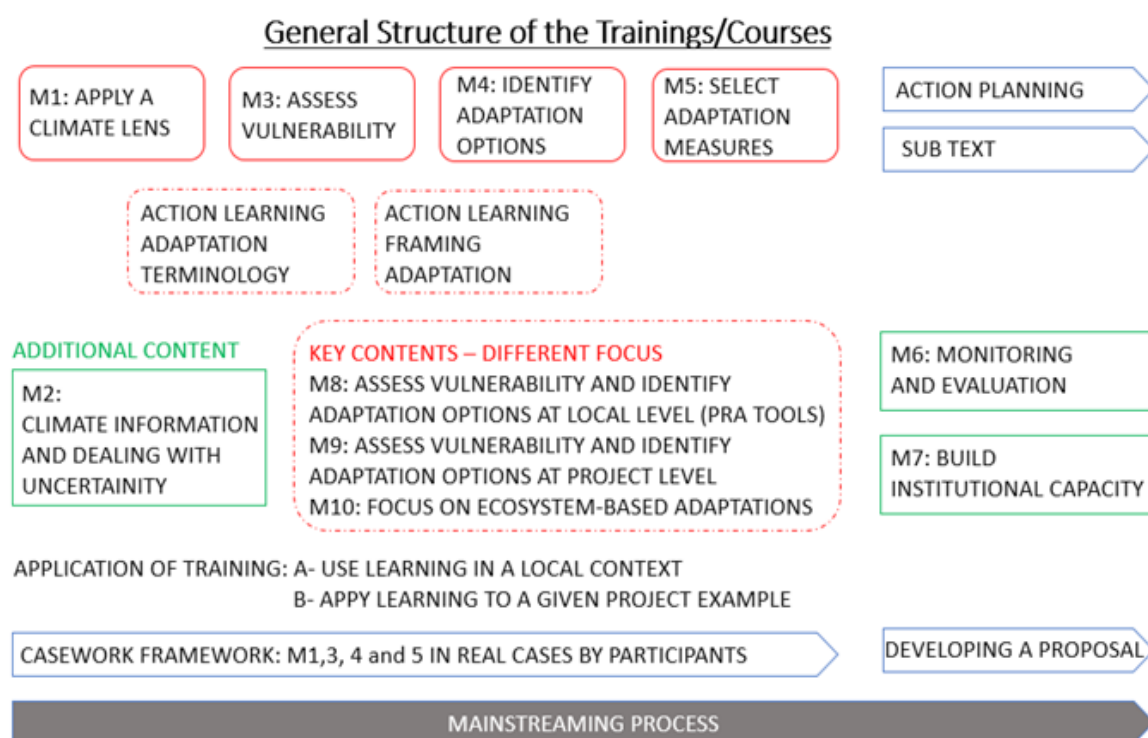 General Structure of the Trainings/Courses
M1: APPLY A
CLIMATE LENS
M3: ASSESS
VULNERABILITY
M4: IDENTIFY
ADAPTATION
OPTIONS
M5: SELECT
ADAPTATION
MEASURES
ACTION PLANNING
SUB TEXT
ACTION LEARNING
ADAPTATION
TERMINOLOGY
ACTION LEARNING
FRAMING
ADAPTATION
ADDITIONAL CONTENT
M2:
CLIMATE INFORMATION
AND DEALING WITH
UNCERTAINITY
KEY CONTENTS – DIFFERENT FOCUS
M8: ASSESS VULNERABILITY AND IDENTIFY
ADAPTATION OPTIONS AT LOCAL LEVEL (PRA TOOLS)
M9: ASSESS VULNERABILITY AND IDENTIFY
ADAPTATION OPTIONS AT PROJECT LEVEL
M10: FOCUS ON ECOSYSTEM-BASED ADAPTATIONS
M6: MONITORING
AND EVALUATION
M7: BUILD
INSTITUTIONAL CAPACITY
APPLICATION OF TRAINING: A- USE LEARNING IN A LOCAL CONTEXT
B- APPY LEARNING TO A GIVEN PROJECT EXAMPLE
CASEWORK FRAMEWORK: M1,3, 4 and 5 IN REAL CASES BY PARTICIPANTS
DEVELOPING A PROPOSAL
MAINSTREAMING PROCESS